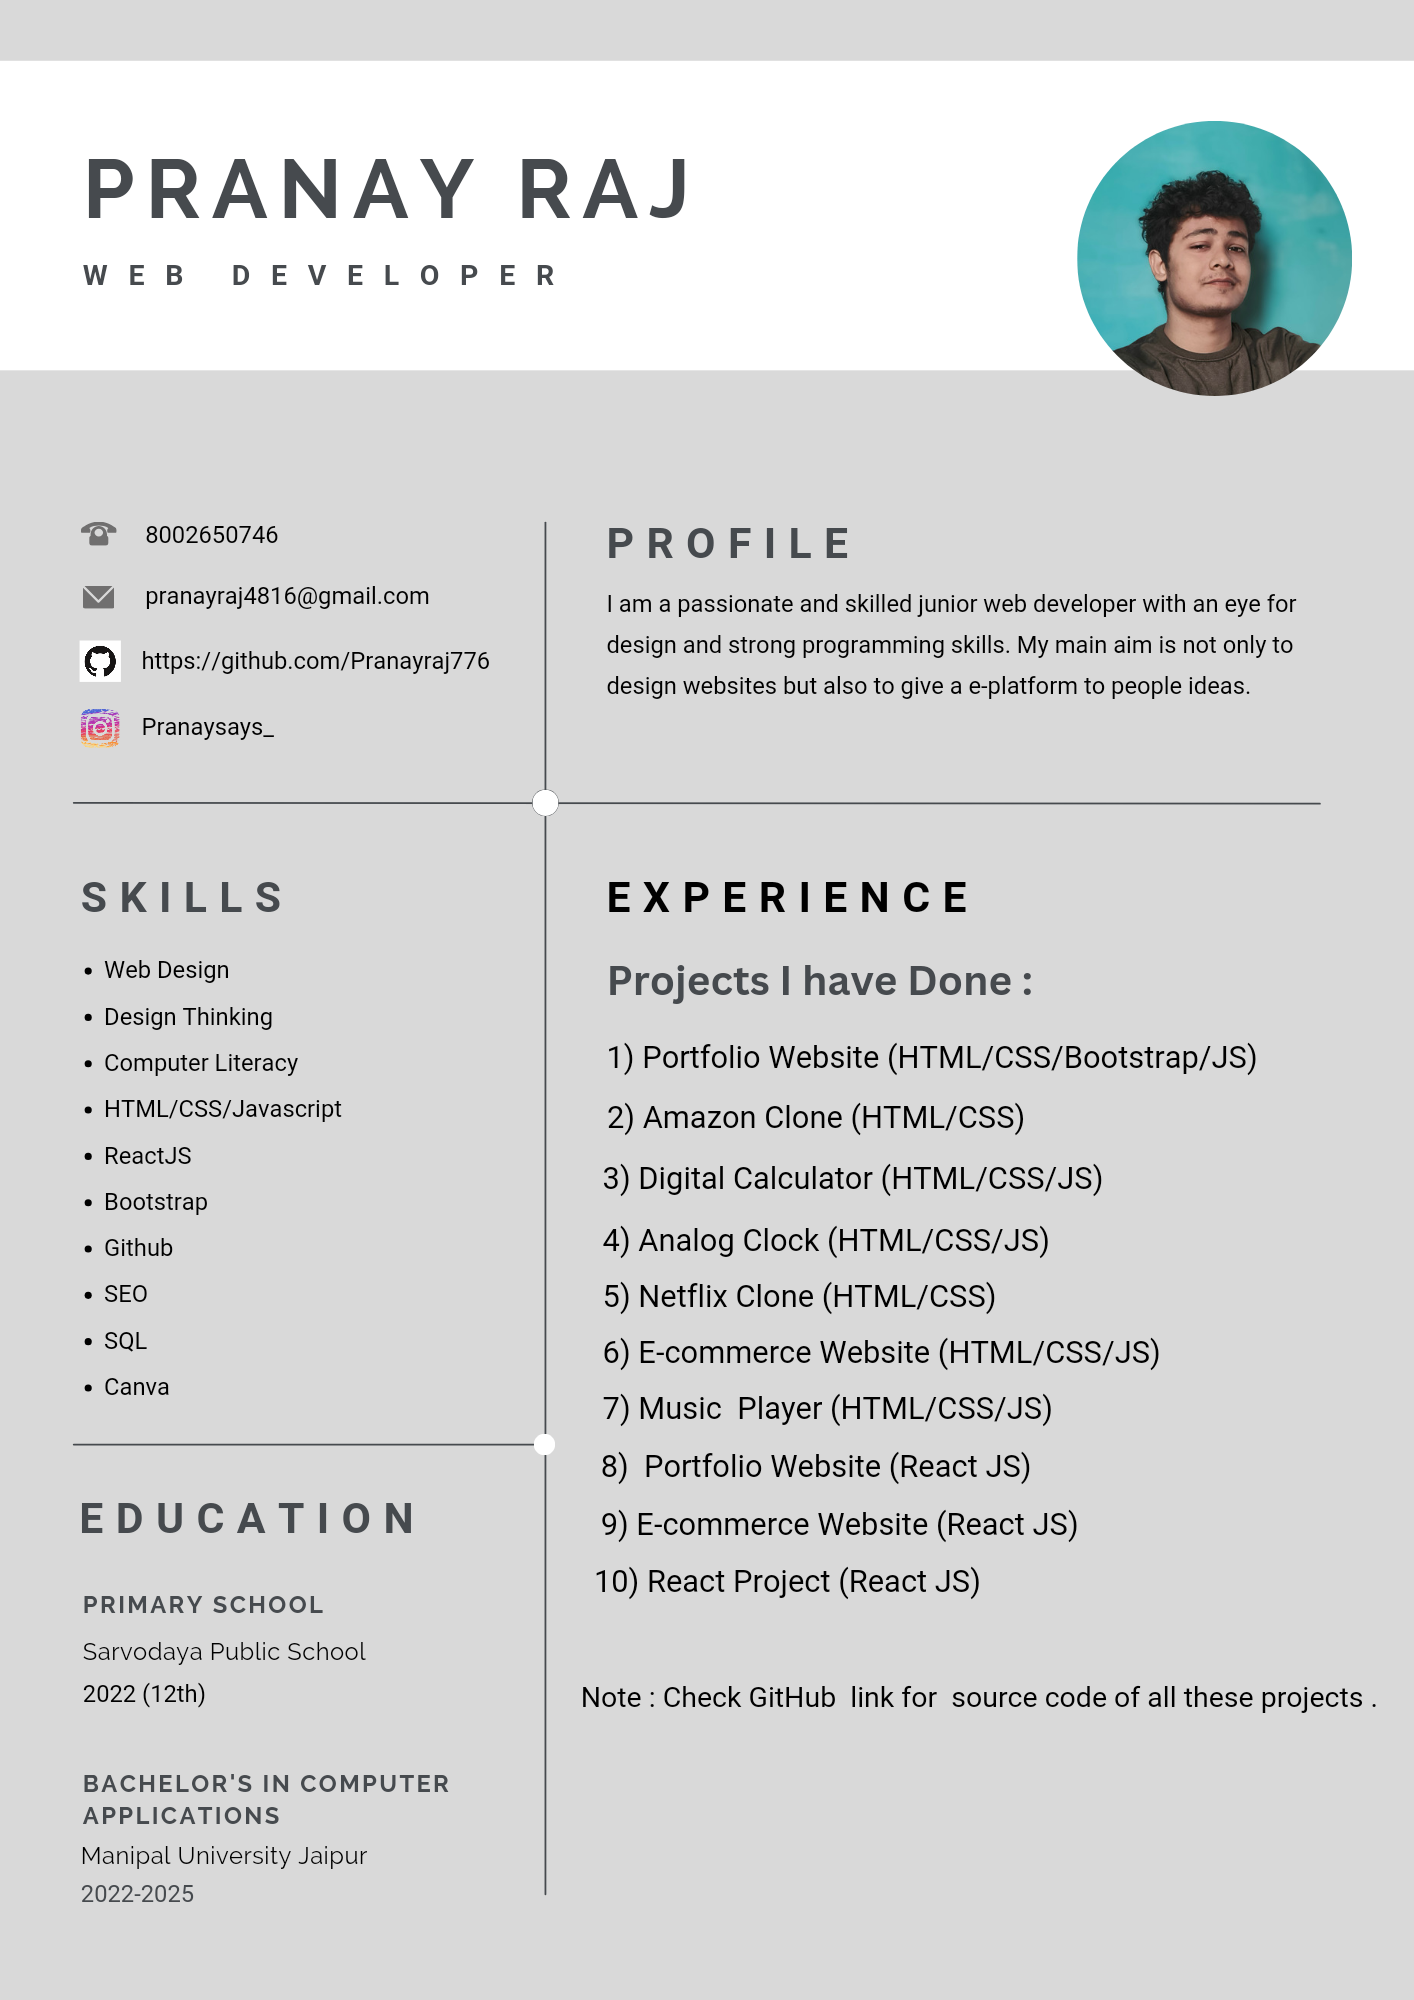 PRANAY RAJ
WEB DEVELOPER
8002650746
pranayraj4816@gmail.com
https://github.com/Pranayraj776
Pranaysays_
PROFILE
I am a passionate and skilled junior web developer with an eye for
design and strong programming skills. My main aim is not only to
design websites but also to give a e-platform to people ideas.
SKILLS
• Web Design
• Design Thinking
• Computer Literacy
• HTML/CSS/Javascript
• ReactJS
• Bootstrap
• Github
• SEO
• SQL
• Canva
EDUCATION
PRIMARY SCHOOL
Sarvodaya Public School
2022 (12th)
BACHELOR'S IN COMPUTER
APPLICATIONS
Manipal University Jaipur
2022-2025
EXPERIENCE
Projects I have Done :
1) Portfolio Website (HTML/CSS/Bootstrap/JS)
2) Amazon Clone (HTML/CSS)
3) Digital Calculator (HTML/CSS/JS)
4) Analog Clock (HTML/CSS/JS)
5) Netflix Clone (HTML/CSS)
6) E-commerce Website (HTML/CSS/JS)
7) Music  Player (HTML/CSS/JS)
8)  Portfolio Website (React JS)
9) E-commerce Website (React JS)
10) React Project (React JS)
Note : Check GitHub  link for  source code of all these projects .